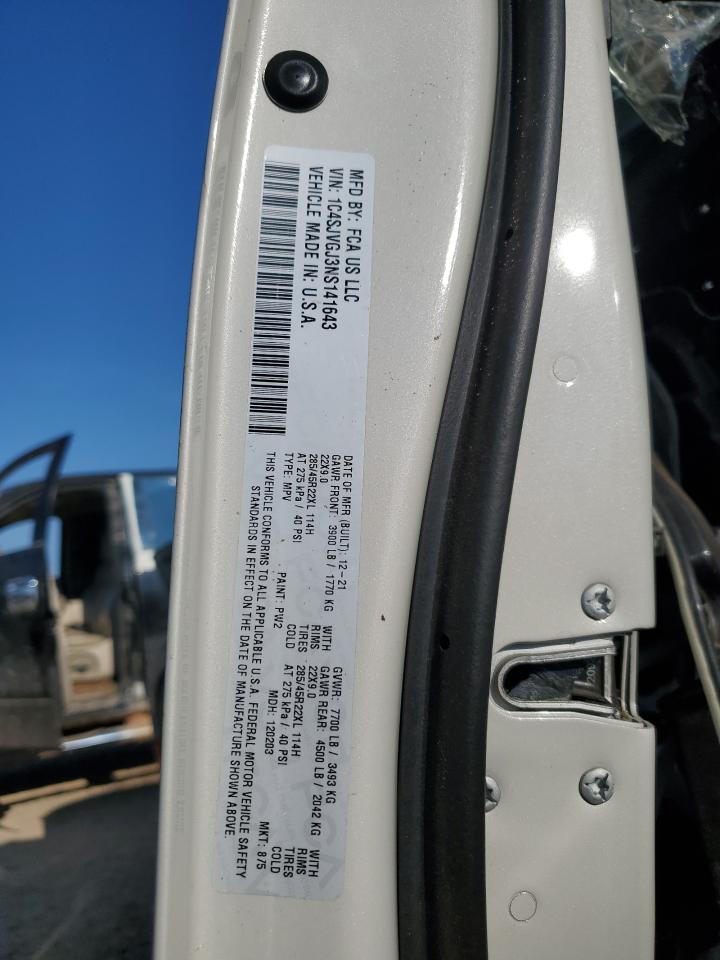 MFD BY: FCA US LLC
VIN: 1C4SJVGJ3NS141643
VEHICLE MADE IN: U.S.A.
DATE OF MFR (BUILT): 12-21 GVWR: 7700 LB / 3493 KG
GAWR FRONT: 3900 LB / 1770 KG WITH GAWR REAR: 4500 LB / 2042 KG WITH
22X9.0 RIMS 22X9.0 RIMS
285/45R22XL 114H TIRES 285/45R22XL 114H TIRES
AT 275 kPa / 40 PSI COLD AT 275 kPa / 40 PSI COLD
TYPE: MPV PAINT: PW2 MDH: 120203 MKT: 875
THIS VEHICLE CONFORMS TO ALL APPLICABLE U.S.A. FEDERAL MOTOR VEHICLE SAFETY
STANDARDS IN EFFECT ON THE DATE OF MANUFACTURE SHOWN ABOVE.